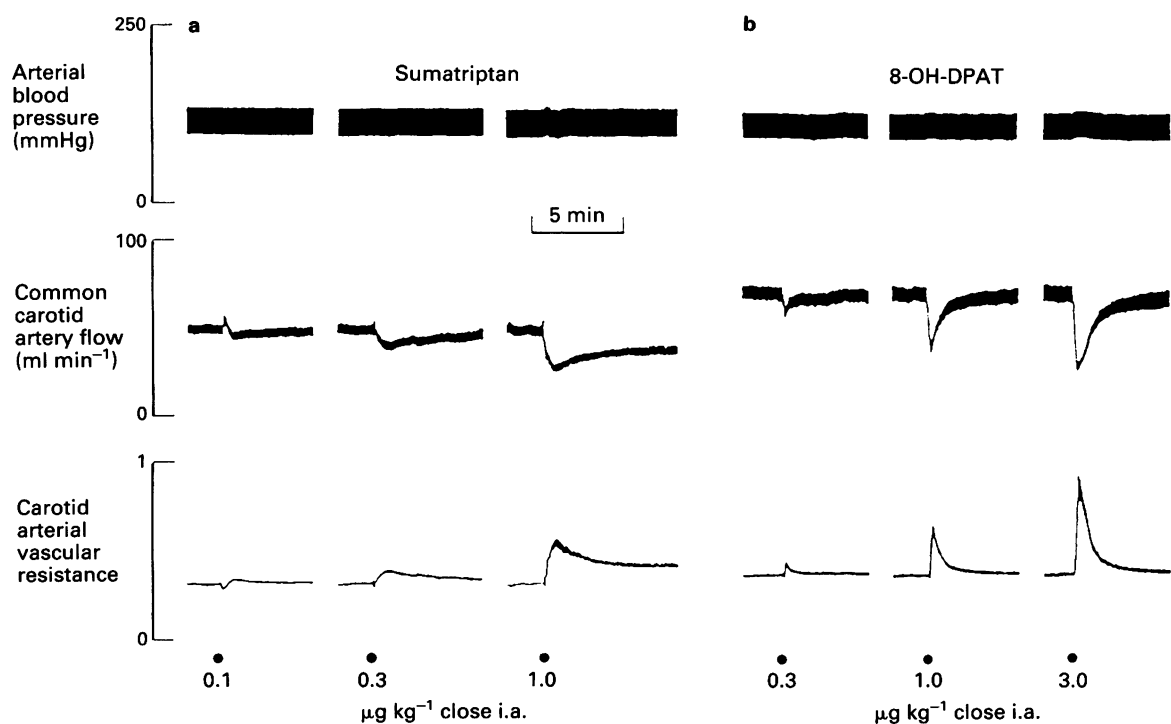 a
b
250
Arterial
blood
pressure
(mmHg)
0
Sumatriptan
8-OH-DPAT
5 min
100
Common
carotid
artery flow
(ml min⁻¹)
0
1
Carotid
arterial
vascular
resistance
0
0.1 0.3 1.0
μg kg⁻¹ close i.a.
0.3 1.0 3.0
μg kg⁻¹ close i.a.